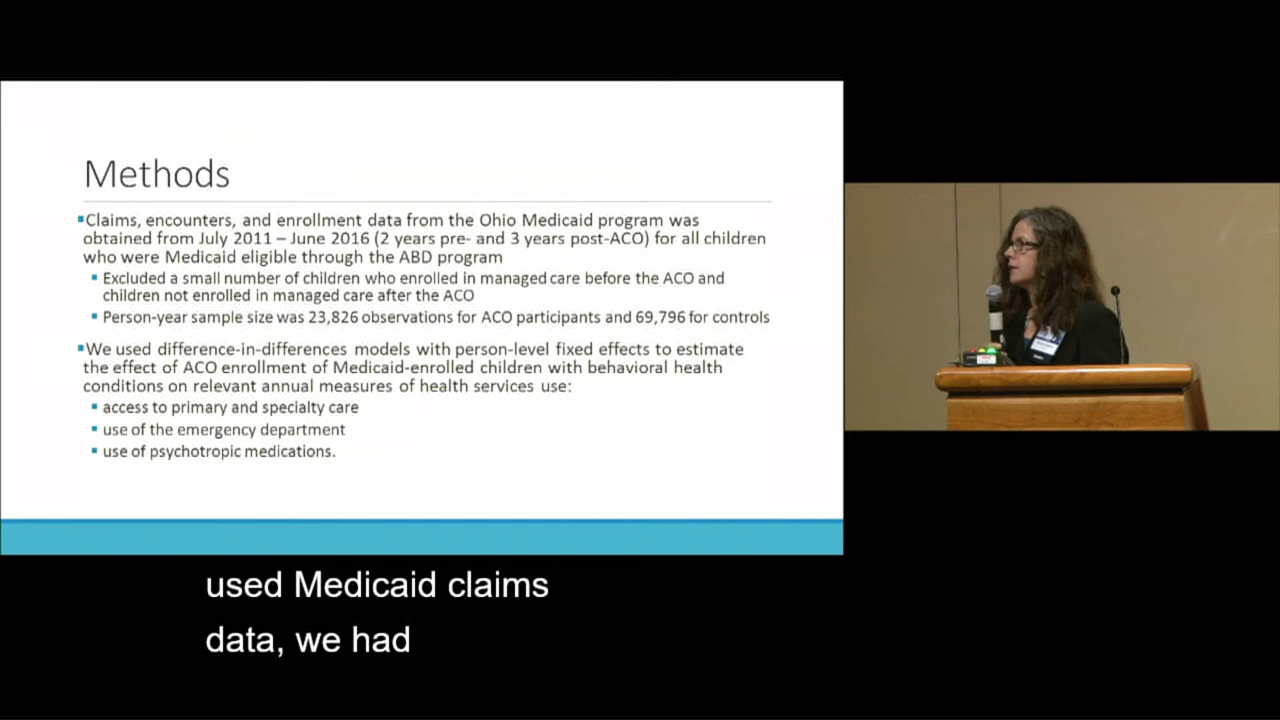 Methods
Claims, encounters, and enrollment data from the Ohio Medicaid program was
obtained from July 2011 – June 2016 (2 years pre- and 3 years post-ACO) for all children
who were Medicaid eligible through the ABD program
Excluded a small number of children who enrolled in managed care before the ACO and
children not enrolled in managed care after the ACO
Person-year sample size was 23,826 observations for ACO participants and 69,796 for controls
We used difference-in-differences models with person-level fixed effects to estimate
the effect of ACO enrollment of Medicaid-enrolled children with behavioral health
conditions on relevant annual measures of health services use:
access to primary and specialty care
use of the emergency department
use of psychotropic medications.
used Medicaid claims
data, we had